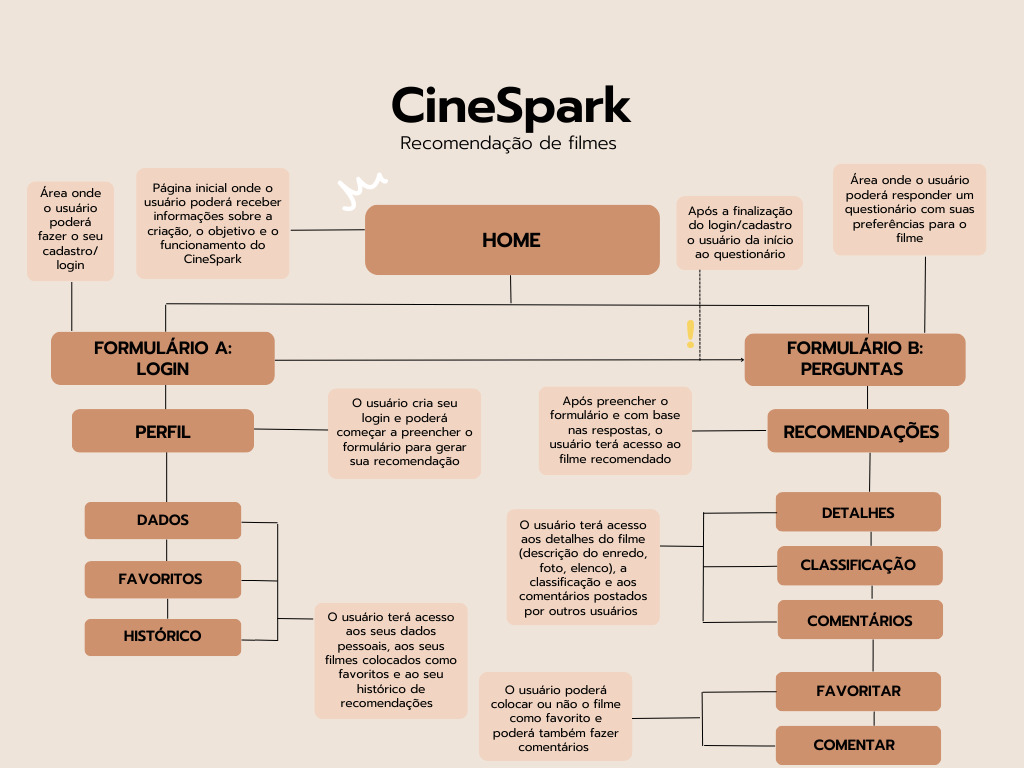 CineSpark
Recomendação de filmes
Área onde
o usuário
poderá
fazer o seu
cadastro/
login
Página inicial onde o
usuário poderá receber
informações sobre a
criação, o objetivo e o
funcionamento do
CineSpark
HOME
Após a finalização
do login/cadastro
o usuário da início
ao questionário
Área onde o usuário
poderá responder um
questionário com suas
preferências para o
filme
!
FORMULÁRIO A:
LOGIN
FORMULÁRIO B:
PERGUNTAS
PERFIL
O usuário cria seu
login e poderá
começar a preencher o
formulário para gerar
sua recomendação
Após preencher o
formulário e com base
nas respostas, o
usuário terá acesso ao
filme recomendado
RECOMENDAÇÕES
DADOS
FAVORITOS
HISTÓRICO
O usuário terá acesso
aos seus dados
pessoais, aos seus
filmes colocados como
favoritos e ao seu
histórico de
recomendações
O usuário terá acesso
aos detalhes do filme
(descrição do enredo,
foto, elenco), a
classificação e aos
comentários postados
por outros usuários
DETALHES
CLASSIFICAÇÃO
COMENTÁRIOS
O usuário poderá
colocar ou não o filme
como favorito e
poderá também fazer
comentários
FAVORITAR
COMENTAR